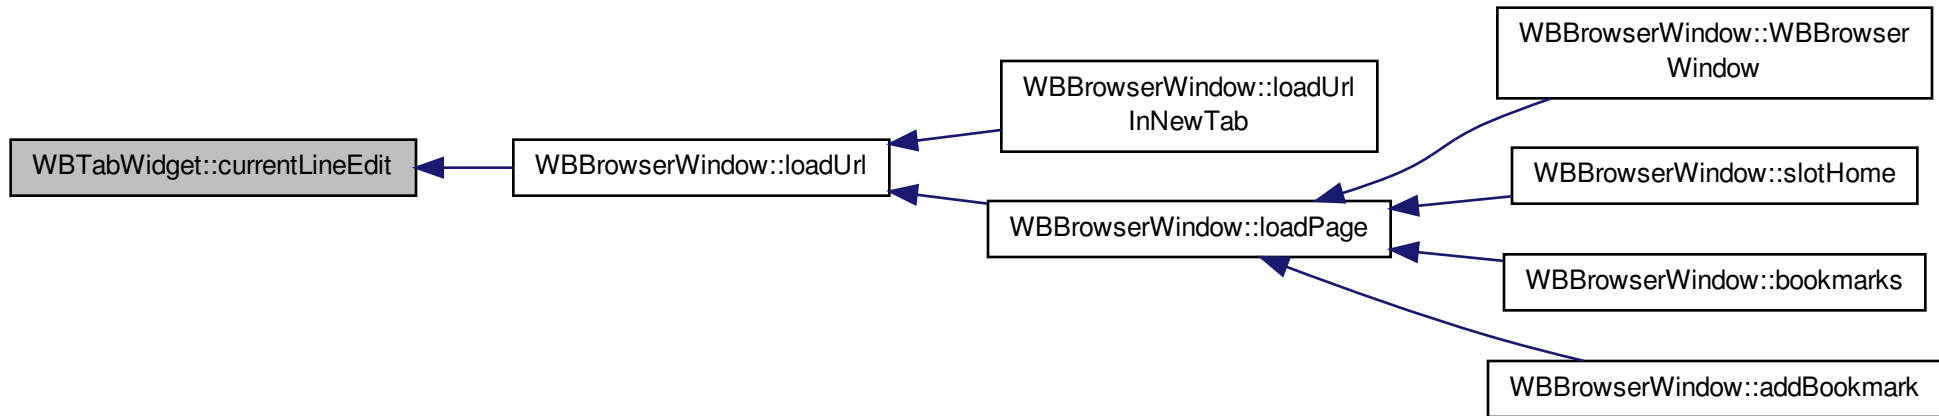 WBTabWidget::currentLineEdit
WBBrowserWindow::loadUrl
WBBrowserWindow::loadUrl
InNewTab
WBBrowserWindow::loadPage
WBBrowserWindow::WBBrowser
Window
WBBrowserWindow::slotHome
WBBrowserWindow::bookmarks
WBBrowserWindow::addBookmark